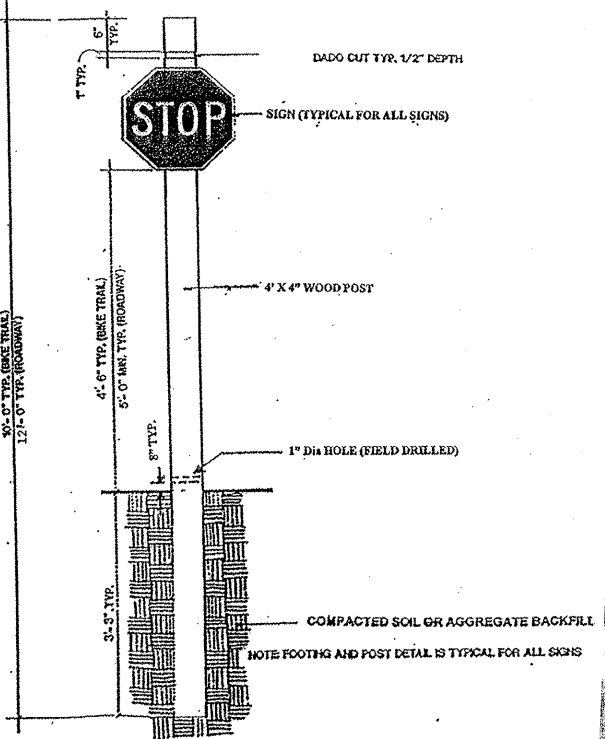 6" TYP.
1" TYP.
DADO CUT TYP. 1/2" DEPTH
STOP
SIGN (TYPICAL FOR ALL SIGNS)
4' X 4" WOOD POST
10'- 0" TYP. (BIKE TRAIL)
12'- 0" TYP. (ROADWAY)
4'- 6" TYP. (BIKE TRAIL)
5'- 0" MIN. TYP. (ROADWAY)
8" TYP.
1" Dia HOLE (FIELD DRILLED)
3'- 3" TYP.
COMPACTED SOIL OR AGGREGATE BACKFILL
NOTE FOOTING AND POST DETAIL IS TYPICAL FOR ALL SIGNS